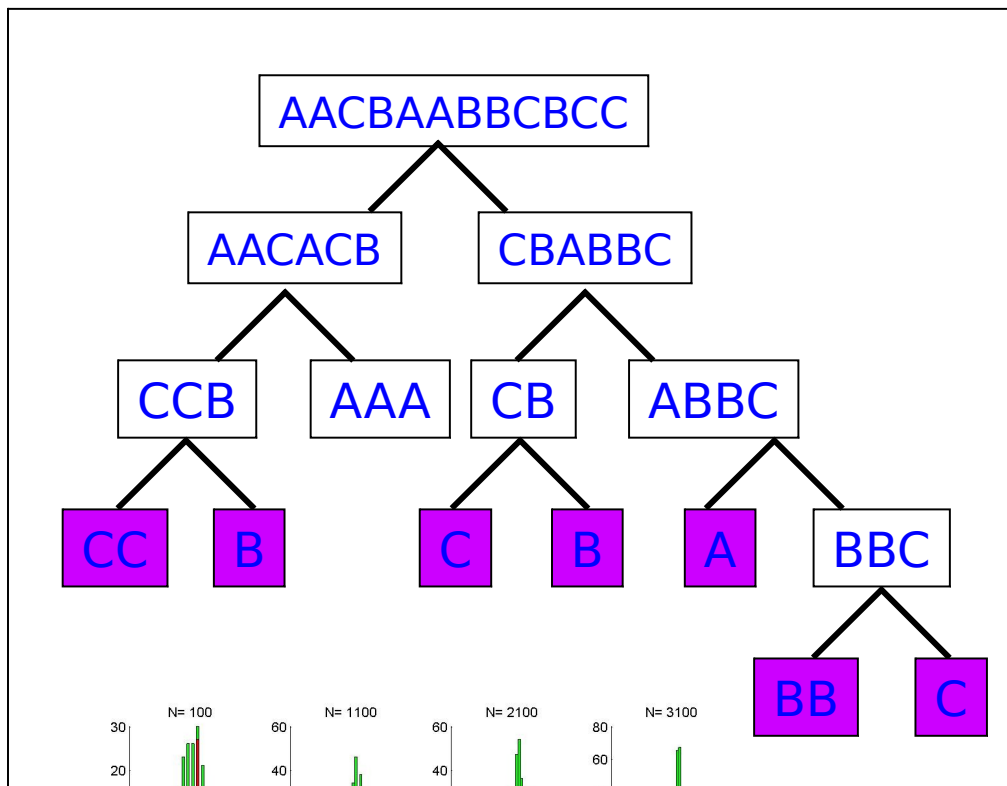 AACBAABBCBCC
AACACB CBABBC
CCB AAA CB ABBC
CC B C B A BBC
BB C
N= 100 N= 1100 N= 2100 N= 3100
30 60 60 80
60
20 40 40